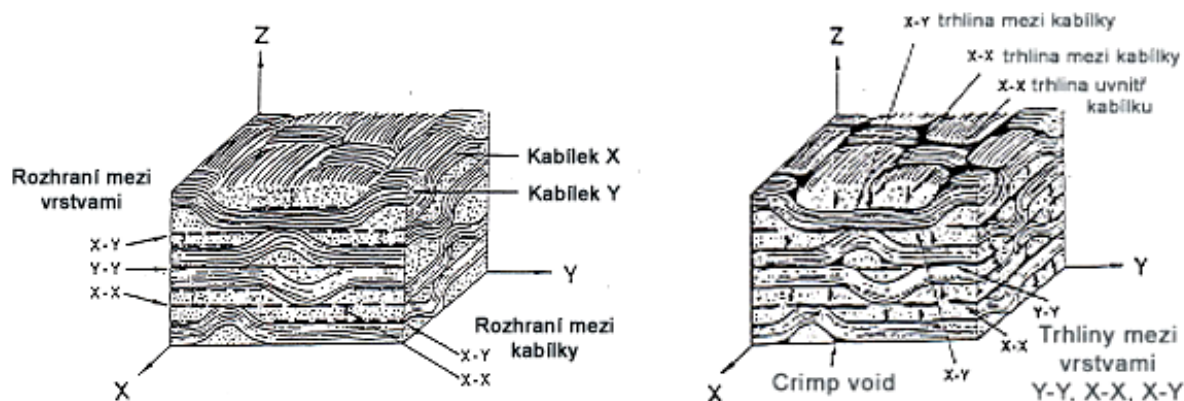 Z
Kabílek X
Kabílek Y
Rozhraní mezi
vrstvami
X-Y
Y-Y
X-X
Y
Rozhraní mezi
kabílky
X-Y
X-X
X
X-Y trhlina mezi kabílky
X-X trhlina mezi kabílky
X-X trhlina uvnitř
kabílku
Z
Y
Y-Y
X-X
X-Y
Trhliny mezi
vrstvami
Y-Y, X-X, X-Y
Crimp void
X